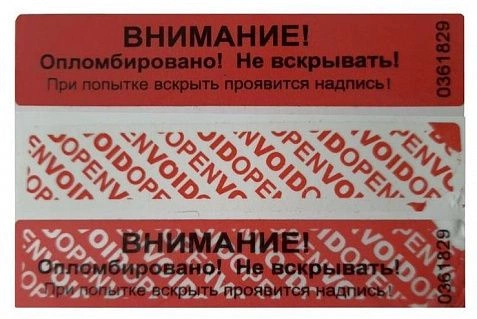 ВНИМАНИЕ!
Опломбировано! Не вскрывать!
При попытке вскрыть проявится надпись!
0361829
OPENVOIDOPENVOIDOPENVOIDOPEN
ВНИМАНИЕ!
Опломбировано! Не вскрывать!
При попытке вскрыть проявится надпись!
0361829